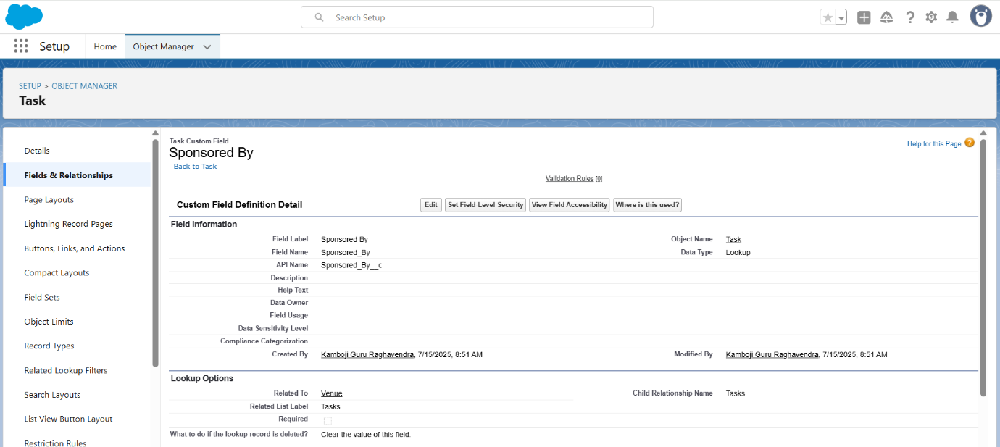 Search Setup
Setup
Home
Object Manager
SETUP > OBJECT MANAGER
Task
Details
Fields & Relationships
Page Layouts
Lightning Record Pages
Buttons, Links, and Actions
Compact Layouts
Field Sets
Object Limits
Record Types
Related Lookup Filters
Search Layouts
List View Button Layout
Restriction Rules
Task Custom Field
Sponsored By
Back to Task
Help for this Page ?
Validation Rules [0]
Custom Field Definition Detail
Edit
Set Field-Level Security
View Field Accessibility
Where is this used?
Field Information
Field Label Sponsored By Object Name Task
Field Name Sponsored_By Data Type Lookup
API Name Sponsored_By__c
Description
Help Text
Data Owner
Field Usage
Data Sensitivity Level
Compliance Categorization
Created By Kamboji Guru Raghavendra, 7/15/2025, 8:51 AM Modified By Kamboji Guru Raghavendra, 7/15/2025, 8:51 AM
Lookup Options
Related To Venue Child Relationship Name Tasks
Related List Label Tasks
Required
What to do if the lookup record is deleted? Clear the value of this field.